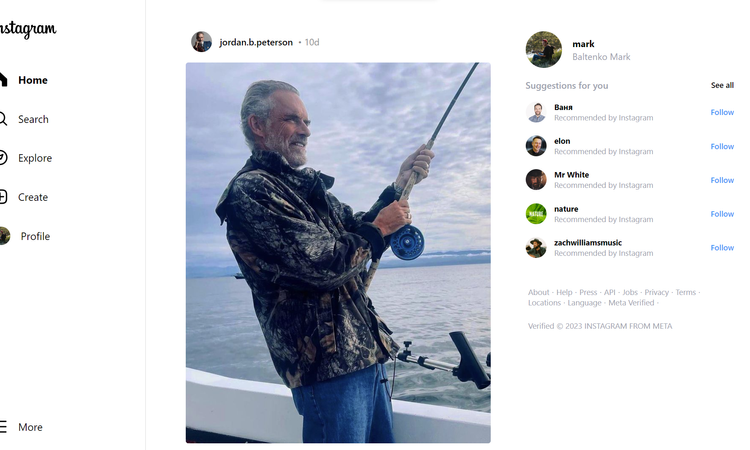 Instagram
jordan.b.peterson • 10d
Home
Search
Explore
Create
Profile
More
mark
Baltenko Mark
Suggestions for you
See all
Ваня
Recommended by Instagram
Follow
elon
Recommended by Instagram
Follow
Mr White
Recommended by Instagram
Follow
nature
Recommended by Instagram
Follow
zachwilliamsmusic
Recommended by Instagram
Follow
About · Help · Press · API · Jobs · Privacy · Terms ·
Locations · Language · Meta Verified ·
Verified © 2023 INSTAGRAM FROM META